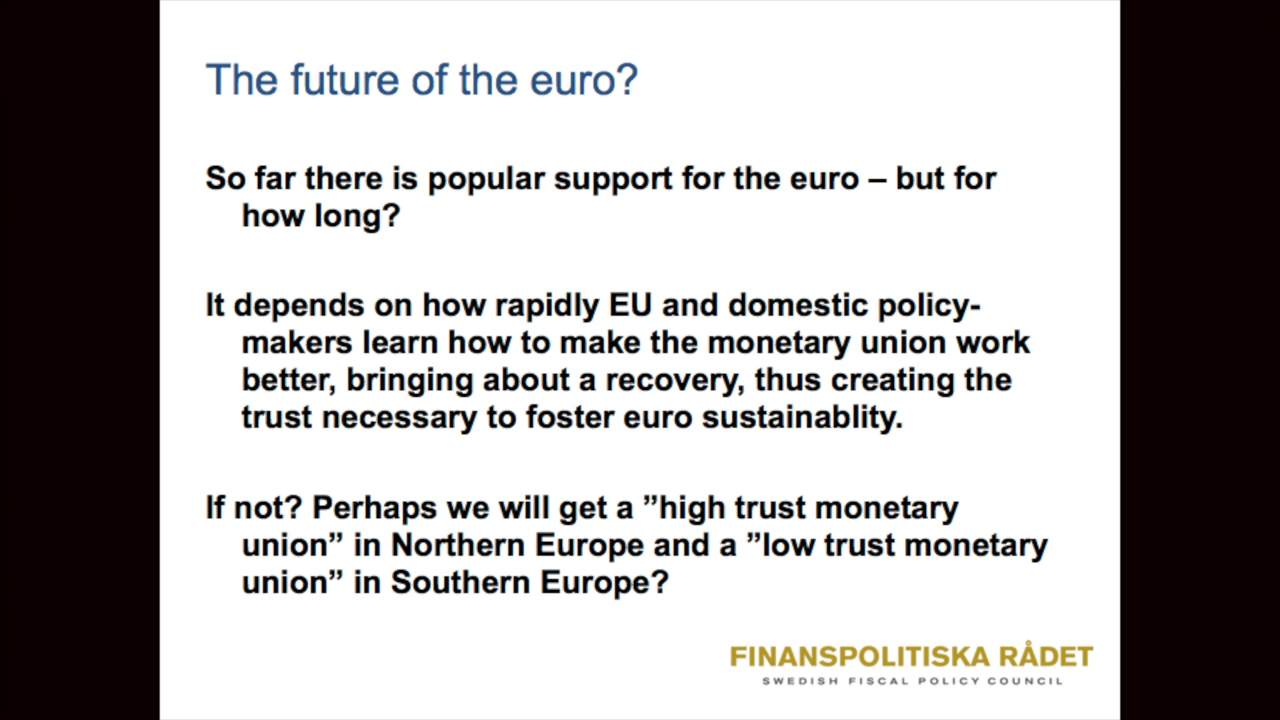 The future of the euro?
So far there is popular support for the euro – but for
how long?
It depends on how rapidly EU and domestic policy-
makers learn how to make the monetary union work
better, bringing about a recovery, thus creating the
trust necessary to foster euro sustainablity.
If not? Perhaps we will get a ”high trust monetary
union” in Northern Europe and a ”low trust monetary
union” in Southern Europe?
FINANSPOLITISKA RÅDET
SWEDISH FISCAL POLICY COUNCIL